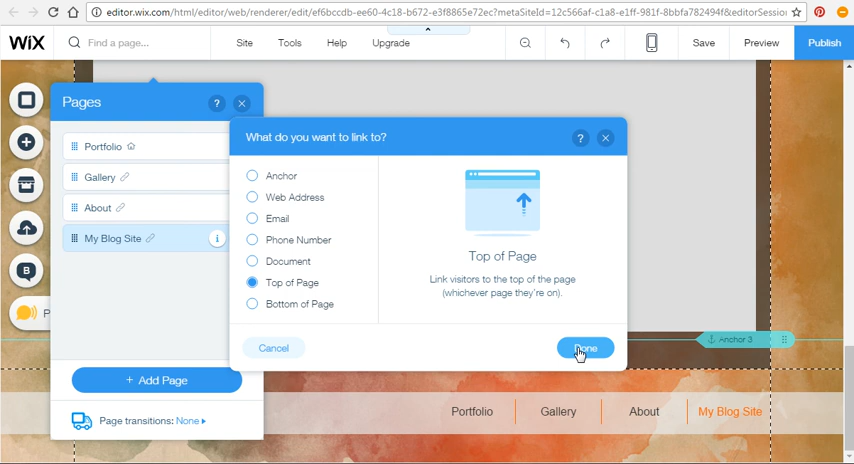 editor.wix.com/html/editor/web/renderer/edit/ef6bccdb-ee60-4c18-b672-e3f8865e72ec?metaSiteId=12c566af-c1a8-e1ff-981f-8bbfa782494f&editorSession
WiX
Find a page...
Site
Tools
Help
Upgrade
Save
Preview
Publish
Pages
?
Portfolio
Gallery
About
My Blog Site
i
B
P
+ Add Page
Page transitions: None
What do you want to link to?
?
Anchor
Web Address
Email
Phone Number
Document
Top of Page
Bottom of Page
Top of Page
Link visitors to the top of the page
(whichever page they're on).
Cancel
Done
Anchor 3
Portfolio
Gallery
About
My Blog Site